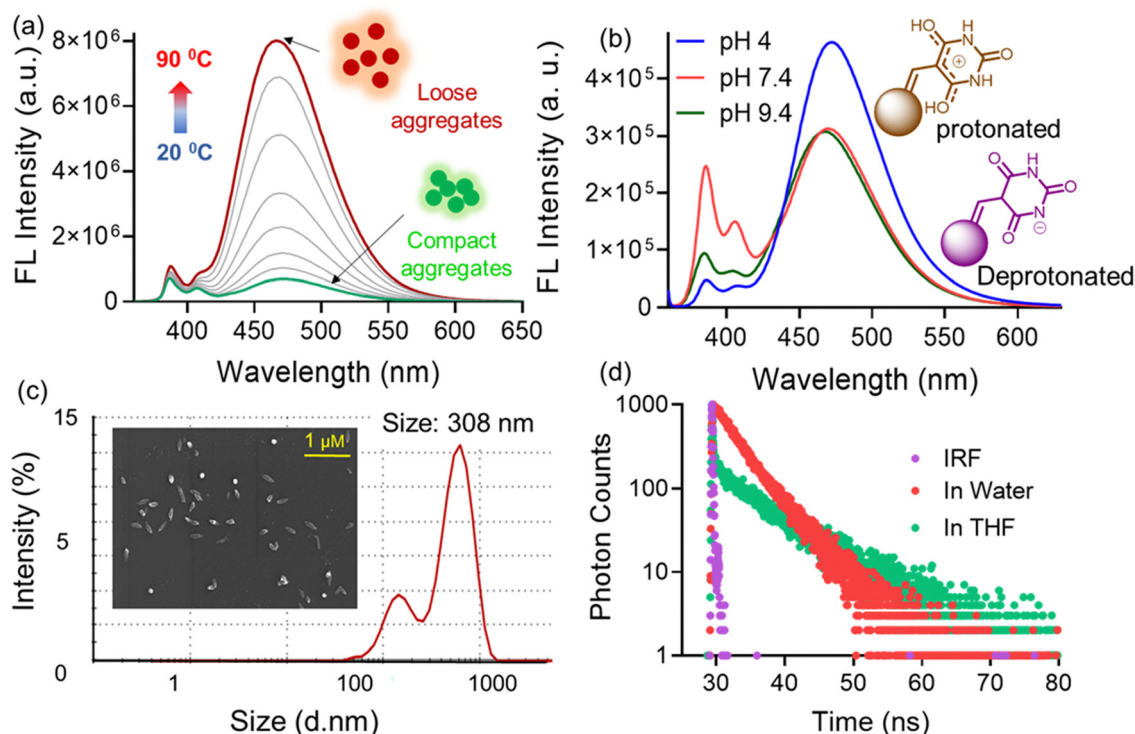 (a)
8×10⁶
6×10⁶
4×10⁶
2×10⁶
0
FL Intensity (a.u.)
90 ⁰C
20 ⁰C
Loose
aggregates
Compact
aggregates
400 450 500 550 600 650
Wavelength (nm)
(b)
4×10⁵
3×10⁵
2×10⁵
1×10⁵
0
FL Intensity (a. u.)
pH 4
pH 7.4
pH 9.4
HO
NH
O
NH
HO
+
protonated
O
NH
O
N
O
⊖
Deprotonated
400 450 500 550 600
Wavelength (nm)
(c)
15
5
0
Intensity (%)
Size: 308 nm
1 µM
1 100 1000
Size (d.nm)
(d)
1000
100
10
1
Photon Counts
IRF
In Water
In THF
30 40 50 60 70 80
Time (ns)